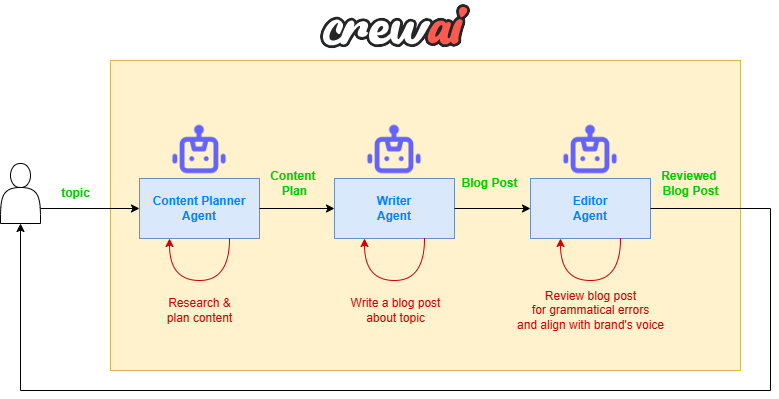 crewai
topic
Content Planner
Agent
Content
Plan
Writer
Agent
Blog Post
Editor
Agent
Reviewed
Blog Post
Research &
plan content
Write a blog post
about topic
Review blog post
for grammatical errors
and align with brand's voice